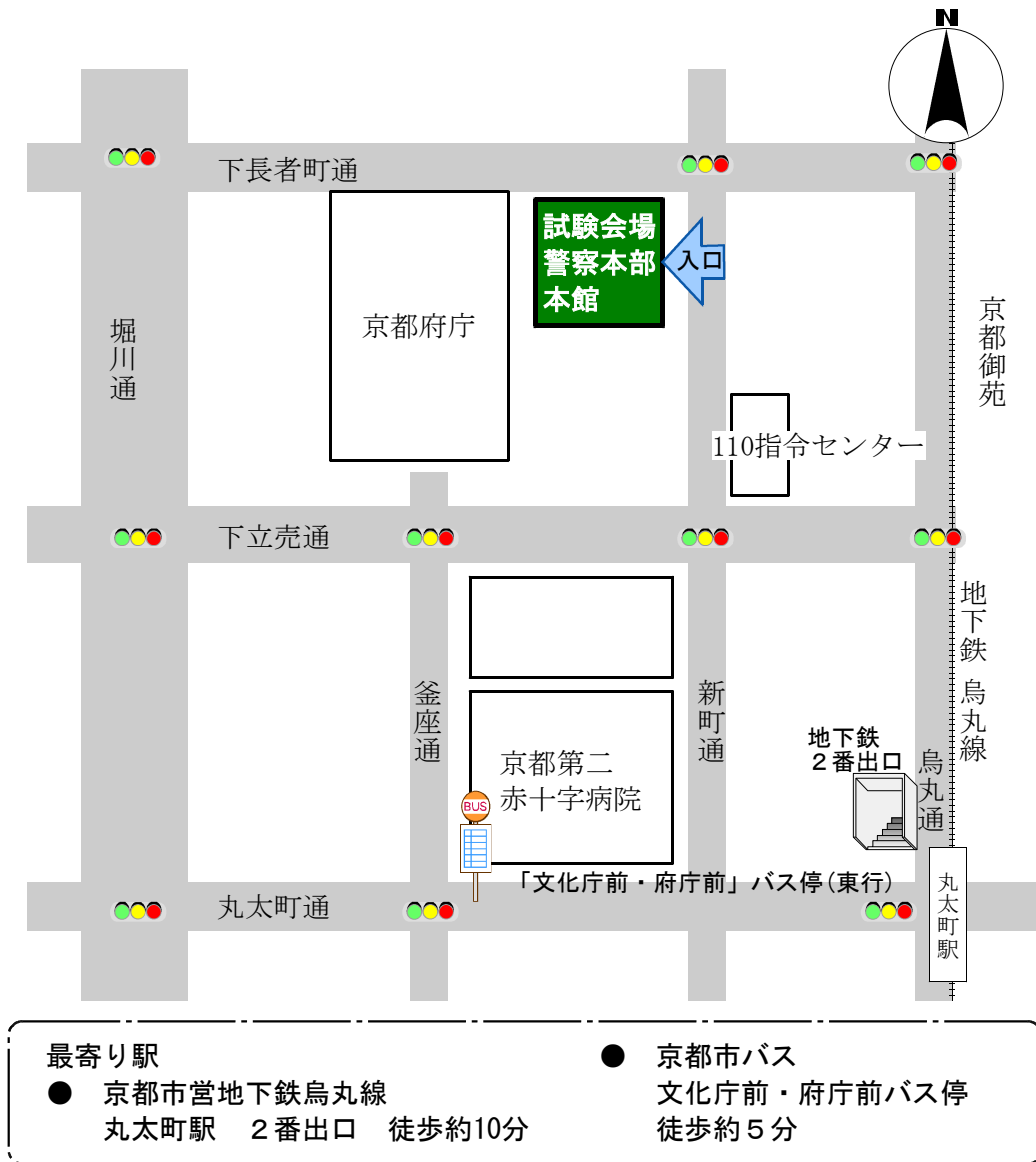 N
下長者町通
試験会場
警察本部
本館
入口
京都府庁
堀川通
京都御苑
110指令センター
下立売通
地下鉄 烏丸線
釜座通
新町通
地下鉄
２番出口
烏丸通
京都第二
赤十字病院
BUS
「文化庁前・府庁前」バス停(東行)
丸太町通
丸太町駅
最寄り駅
● 京都市営地下鉄烏丸線
丸太町駅　２番出口　徒歩約10分
● 京都市バス
文化庁前・府庁前バス停
徒歩約５分